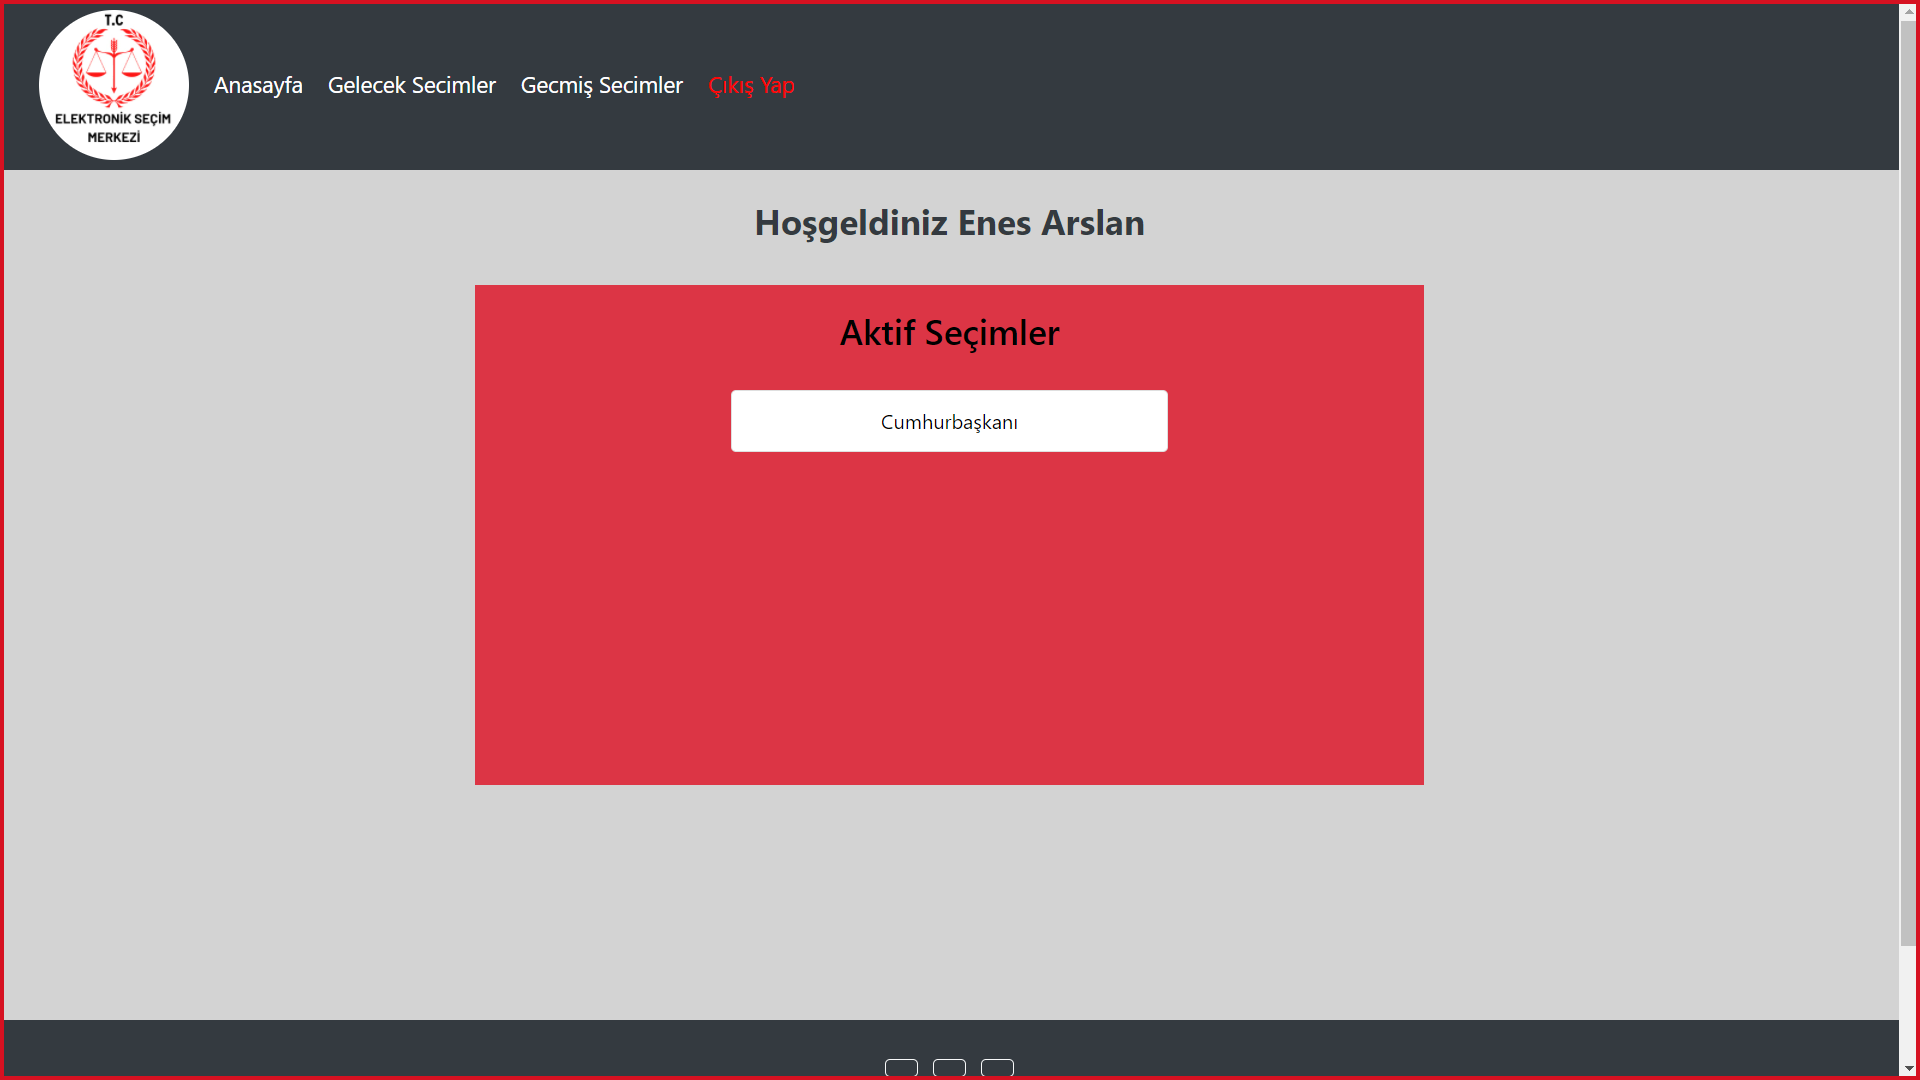 T.C
ELEKTRONİK SEÇİM
MERKEZİ
Anasayfa Gelecek Secimler Gecmiş Secimler Çıkış Yap
Hoşgeldiniz Enes Arslan
Aktif Seçimler
Cumhurbaşkanı